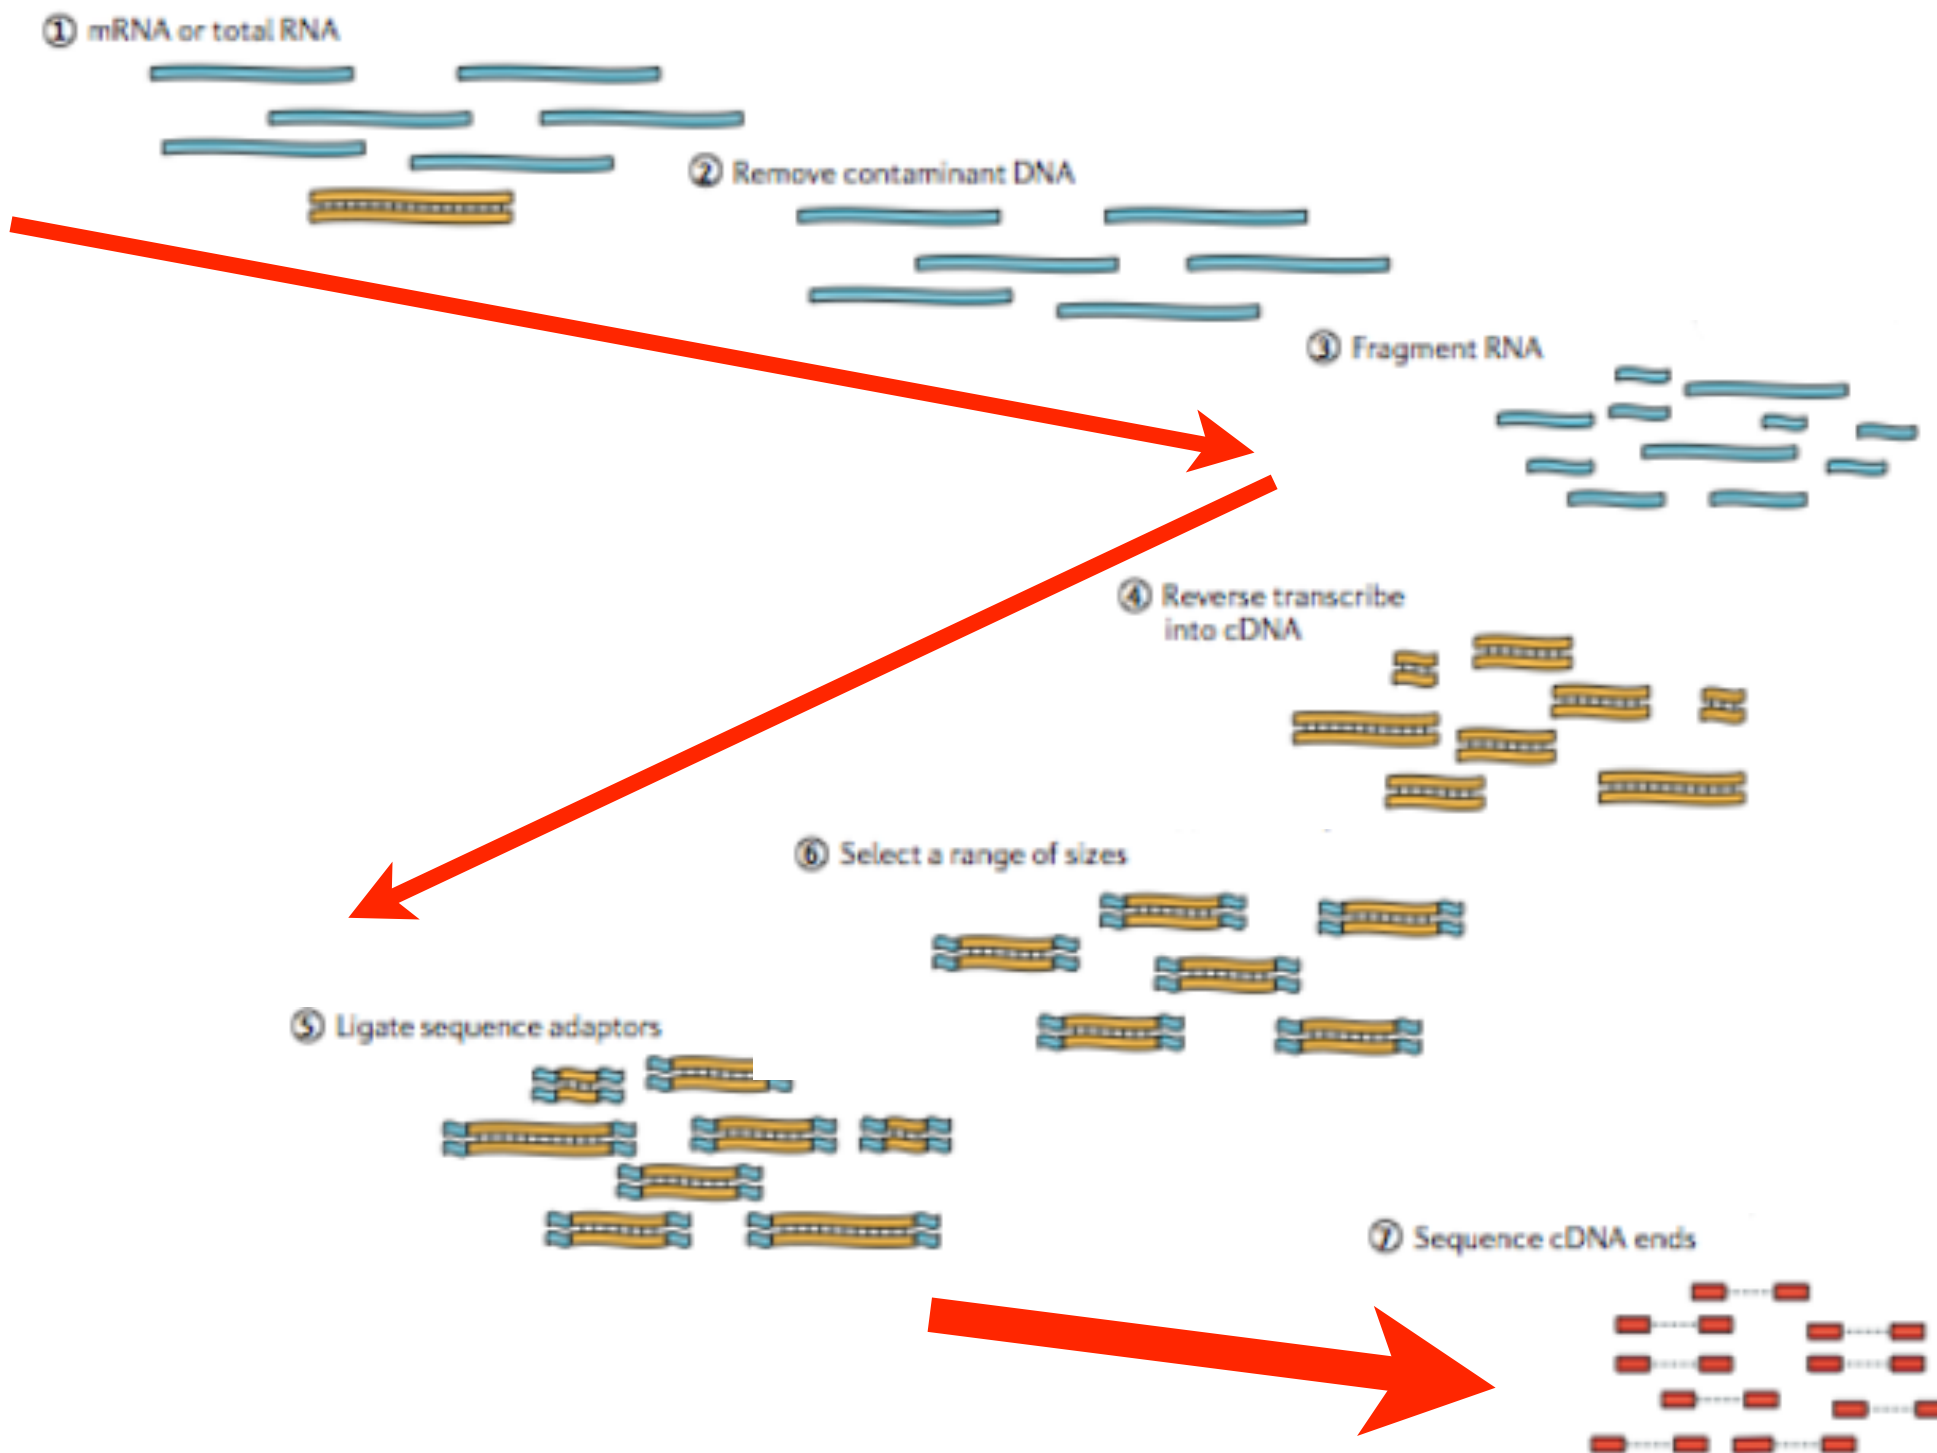 ① mRNA or total RNA
② Remove contaminant DNA
③ Fragment RNA
④ Reverse transcribe
into cDNA
⑥ Select a range of sizes
⑤ Ligate sequence adaptors
⑦ Sequence cDNA ends